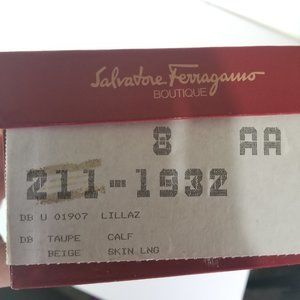 Salvatore Ferragamo
BOUTIQUE
8 AA
211-1932
DB U 01907 LILLAZ
DB TAUPE CALF
BEIGE SKIN LNG